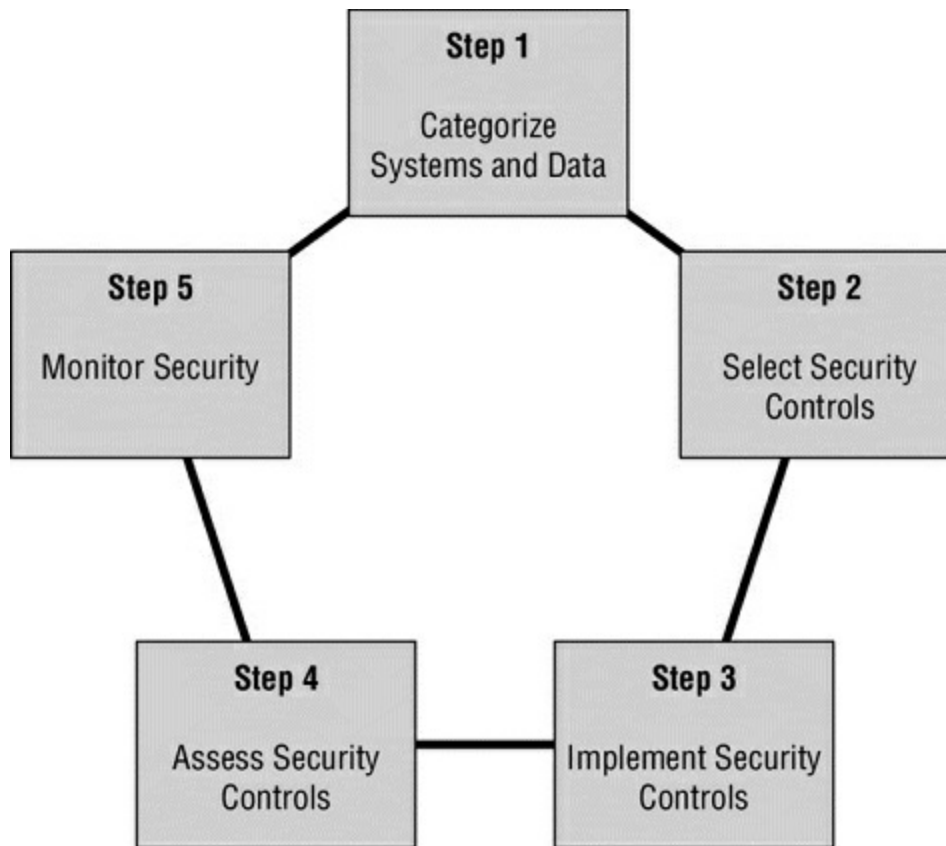 Step 1
Categorize
Systems and Data
Step 2
Select Security
Controls
Step 3
Implement Security
Controls
Step 4
Assess Security
Controls
Step 5
Monitor Security